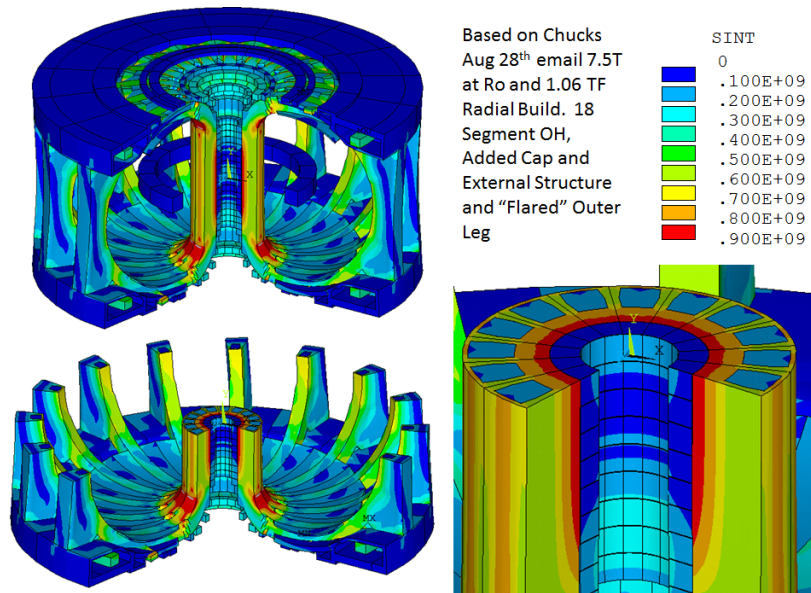 Based on Chucks
Aug 28th email 7.5T
at Ro and 1.06 TF
Radial Build. 18
Segment OH,
Added Cap and
External Structure
and “Flared” Outer
Leg
SINT
0
.100E+09
.200E+09
.300E+09
.400E+09
.500E+09
.600E+09
.700E+09
.800E+09
.900E+09
X
Y
X
MX